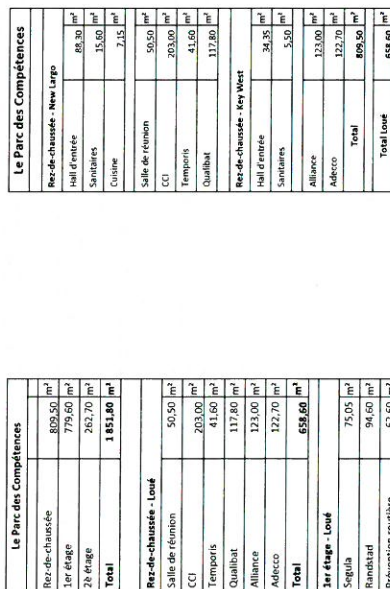 Le Parc des Compétences
Rez-de-chaussée 809,50 m²
1er étage 779,60 m²
2è étage 262,70 m²
Total 1 851,80 m²
Rez-de-chaussée - Loué
Salle de réunion 50,50 m²
CCI 203,00 m²
Temporis 41,60 m²
Qualibat 117,80 m²
Alliance 123,00 m²
Adecco 122,70 m²
Total 658,60 m²
1er étage - Loué
Segula 75,05 m²
Randstad 94,60 m²
Prévention routière 62,60 m²
Le Parc des Compétences
Rez-de-chaussée - New Largo
Hall d'entrée 88,30 m²
Sanitaires 15,60 m²
Cuisine 7,15 m²
Salle de réunion 50,50 m²
CCI 203,00 m²
Temporis 41,60 m²
Qualibat 117,80 m²
Rez-de-chaussée - Key West
Hall d'entrée 34,35 m²
Sanitaires 5,50 m²
Alliance 123,00 m²
Adecco 122,70 m²
Total 809,50 m²
Total Loué 658,60 m²